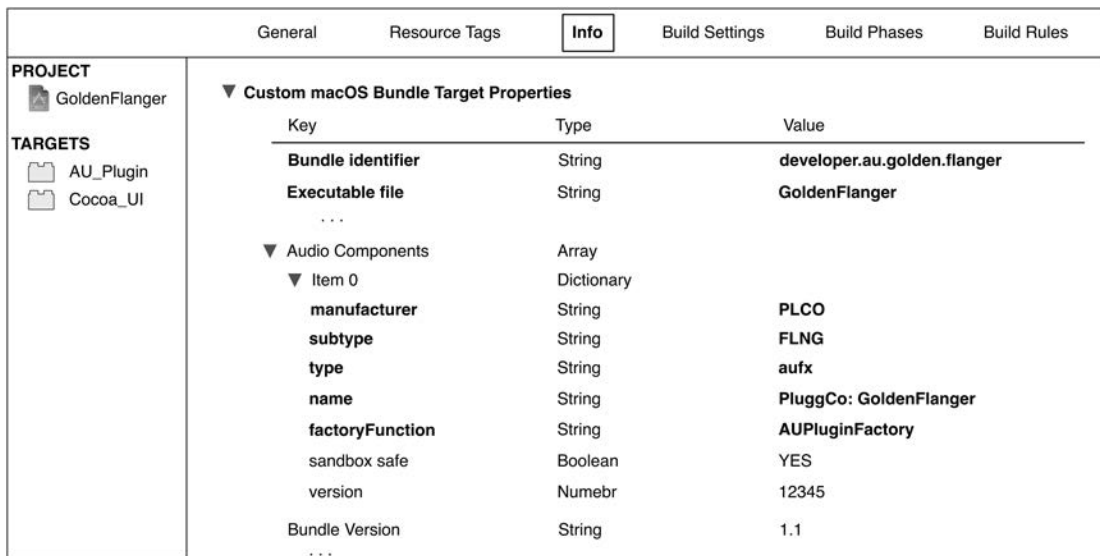 General Resource Tags Info Build Settings Build Phases Build Rules
PROJECT
GoldenFlanger
TARGETS
AU_Plugin
Cocoa_UI
Custom macOS Bundle Target Properties
Key Type Value
Bundle identifier String developer.au.golden.flanger
Executable file String GoldenFlanger
. . .
Audio Components Array
Item 0 Dictionary
manufacturer String PLCO
subtype String FLNG
type String aufx
name String PluggCo: GoldenFlanger
factoryFunction String AUPluginFactory
sandbox safe Boolean YES
version Numebr 12345
Bundle Version String 1.1
. . .